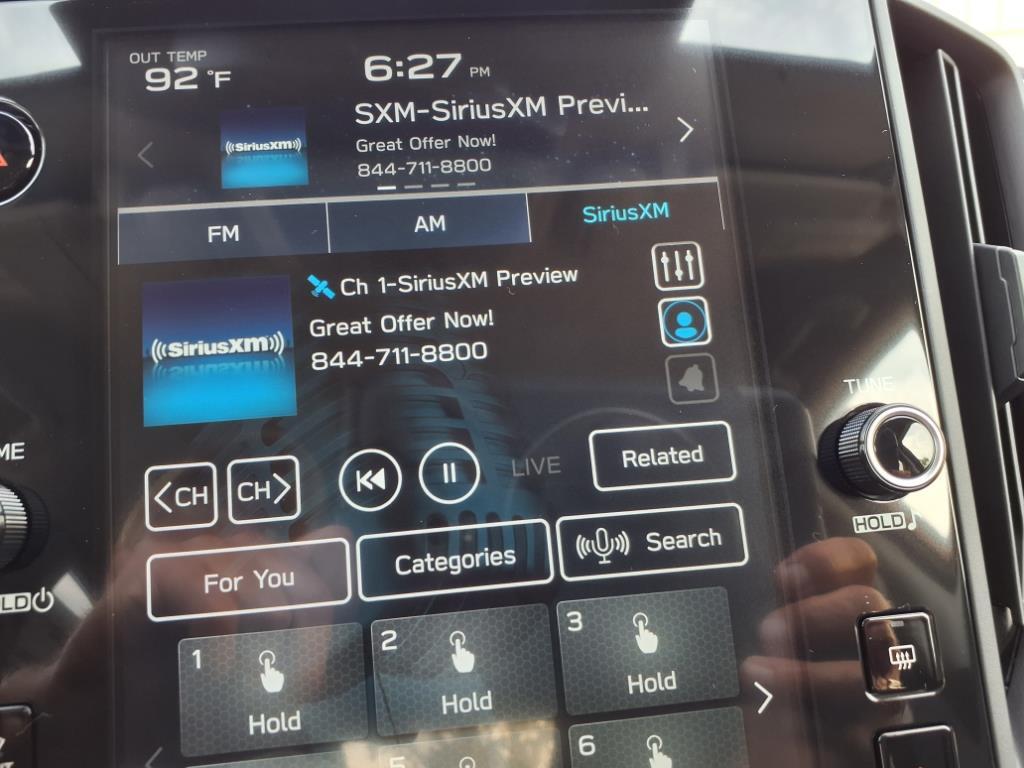 OUT TEMP
92 °F
6:27 PM
((SiriusXM))
SXM-SiriusXM Previ...
Great Offer Now!
844-711-8800
FM
AM
SiriusXM
((SiriusXM))
Ch 1-SiriusXM Preview
Great Offer Now!
844-711-8800
TUNE
HOLD
ME
LD
<CH
CH>
LIVE
Related
For You
Categories
Search
1
Hold
2
Hold
3
Hold
5
6